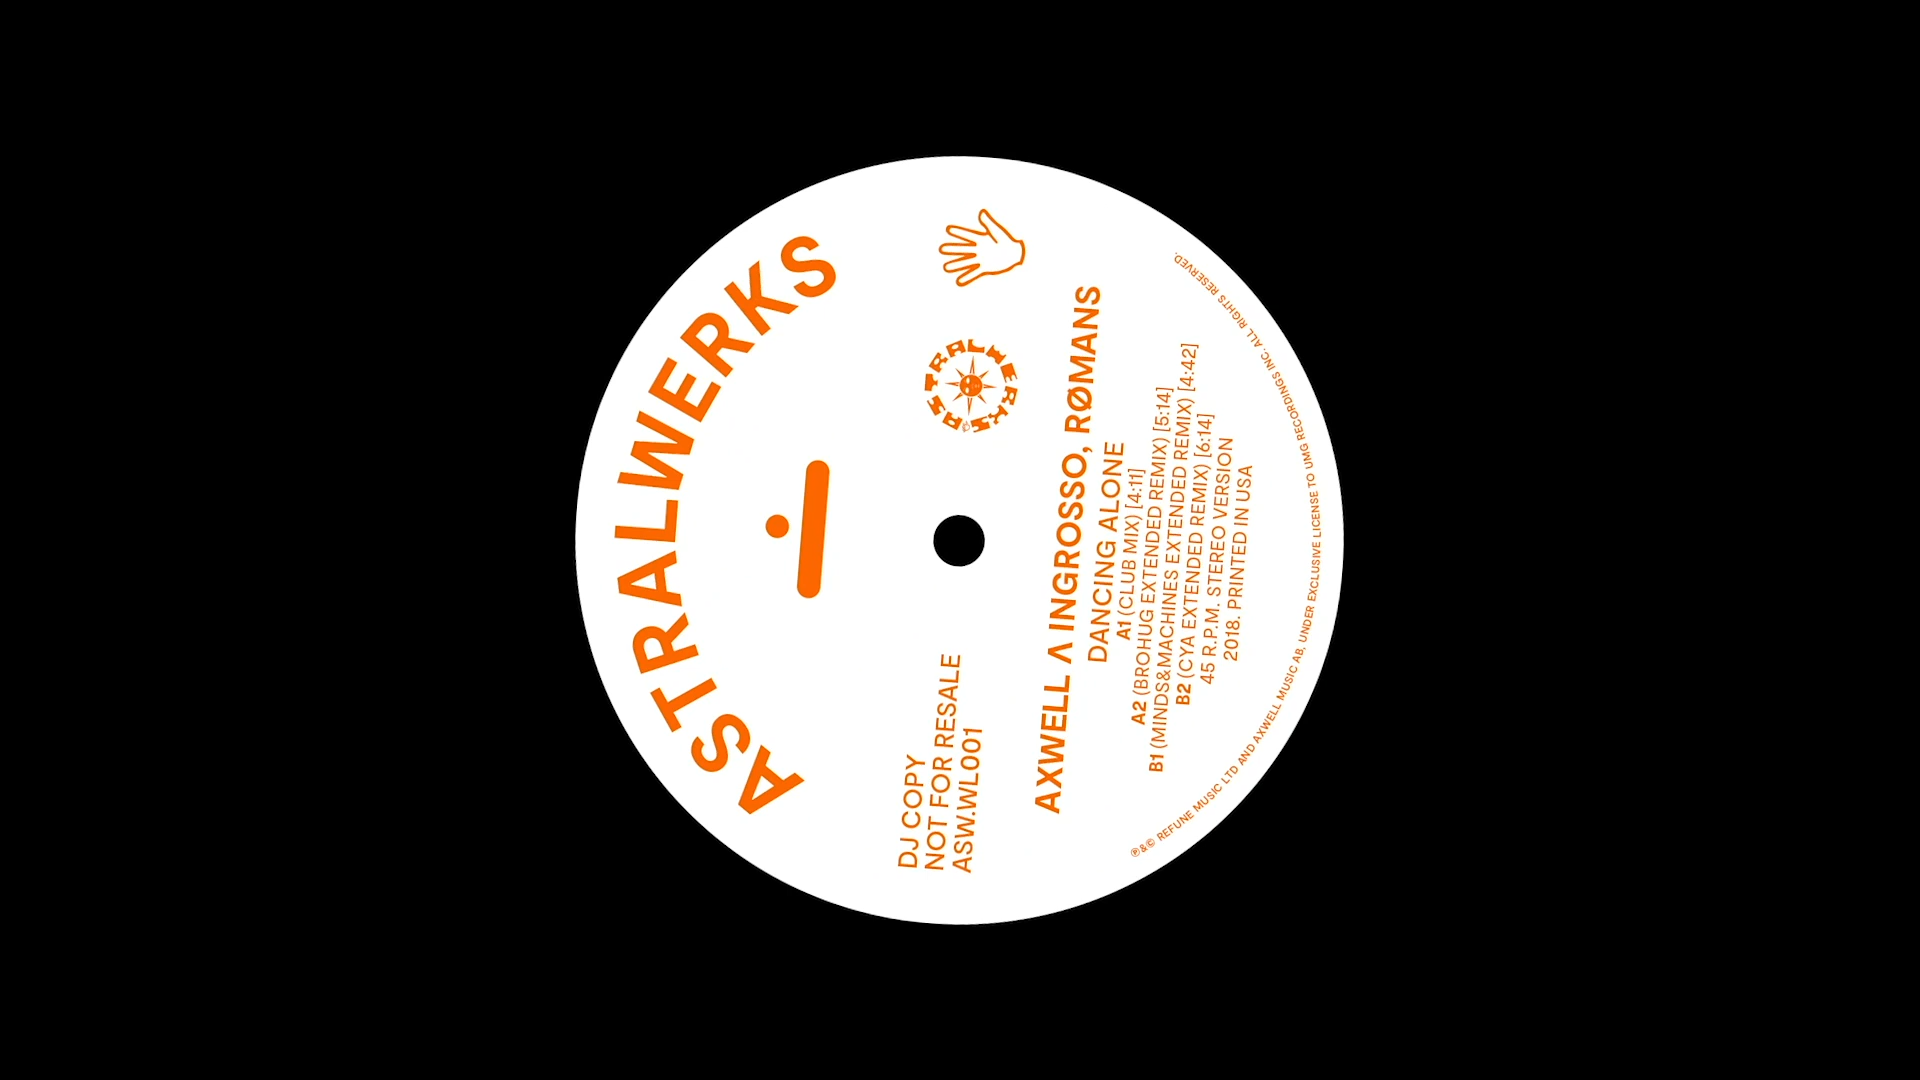 ASTRALWERKS
DJ COPY
NOT FOR RESALE
ASW.WL001
ASTRALWERKS
AXWELL Λ INGROSSO, RØMANS
DANCING ALONE
A1 (CLUB MIX) [4:11]
A2 (BROHUG EXTENDED REMIX) [5:14]
B1 (MINDS&MACHINES EXTENDED REMIX) [4:42]
B2 (CYA EXTENDED REMIX) [6:14]
45 R.P.M. STEREO VERSION
2018. PRINTED IN USA
℗&© REFUNE MUSIC LTD AND AXWELL MUSIC AB, UNDER EXCLUSIVE LICENSE TO UMG RECORDINGS INC. ALL RIGHTS RESERVED.